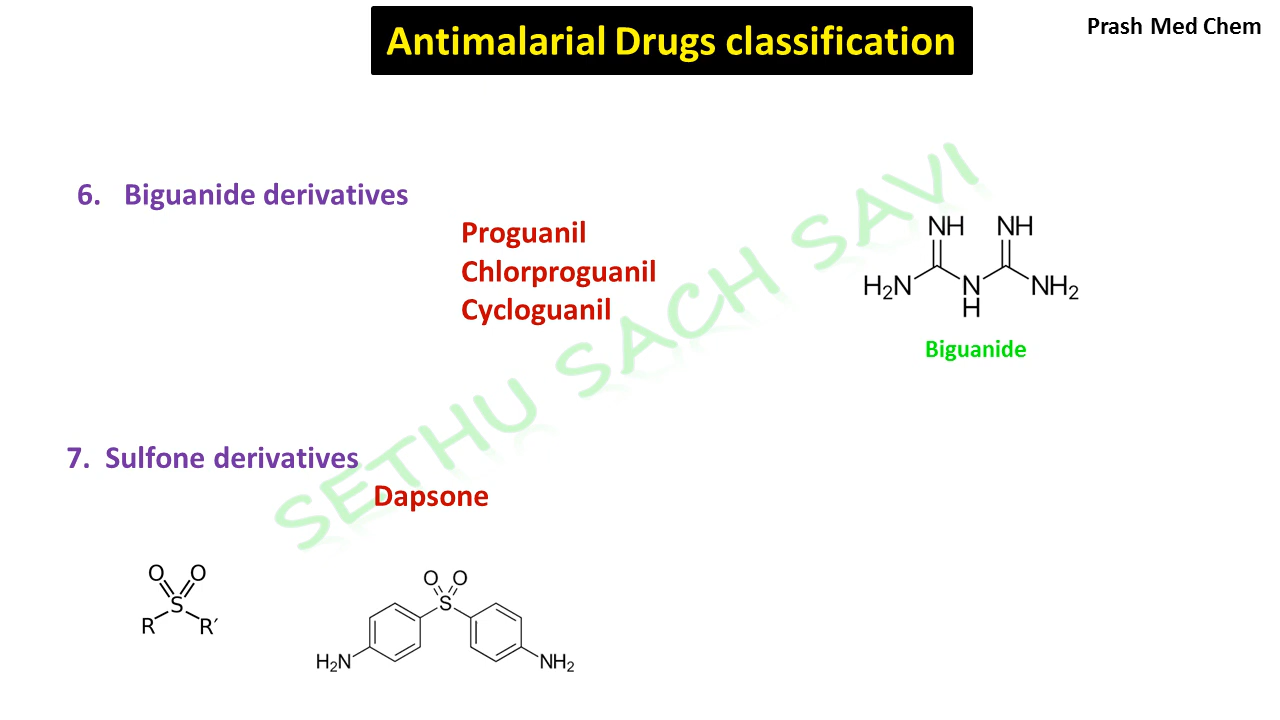 Antimalarial Drugs classification
Prash Med Chem
6. Biguanide derivatives
Proguanil
Chlorproguanil
Cycloguanil
NH NH
H₂N N NH₂
H
Biguanide
7. Sulfone derivatives
Dapsone
SETHU SACH SAVI
O O
S
R R′
O O
S
H₂N NH₂